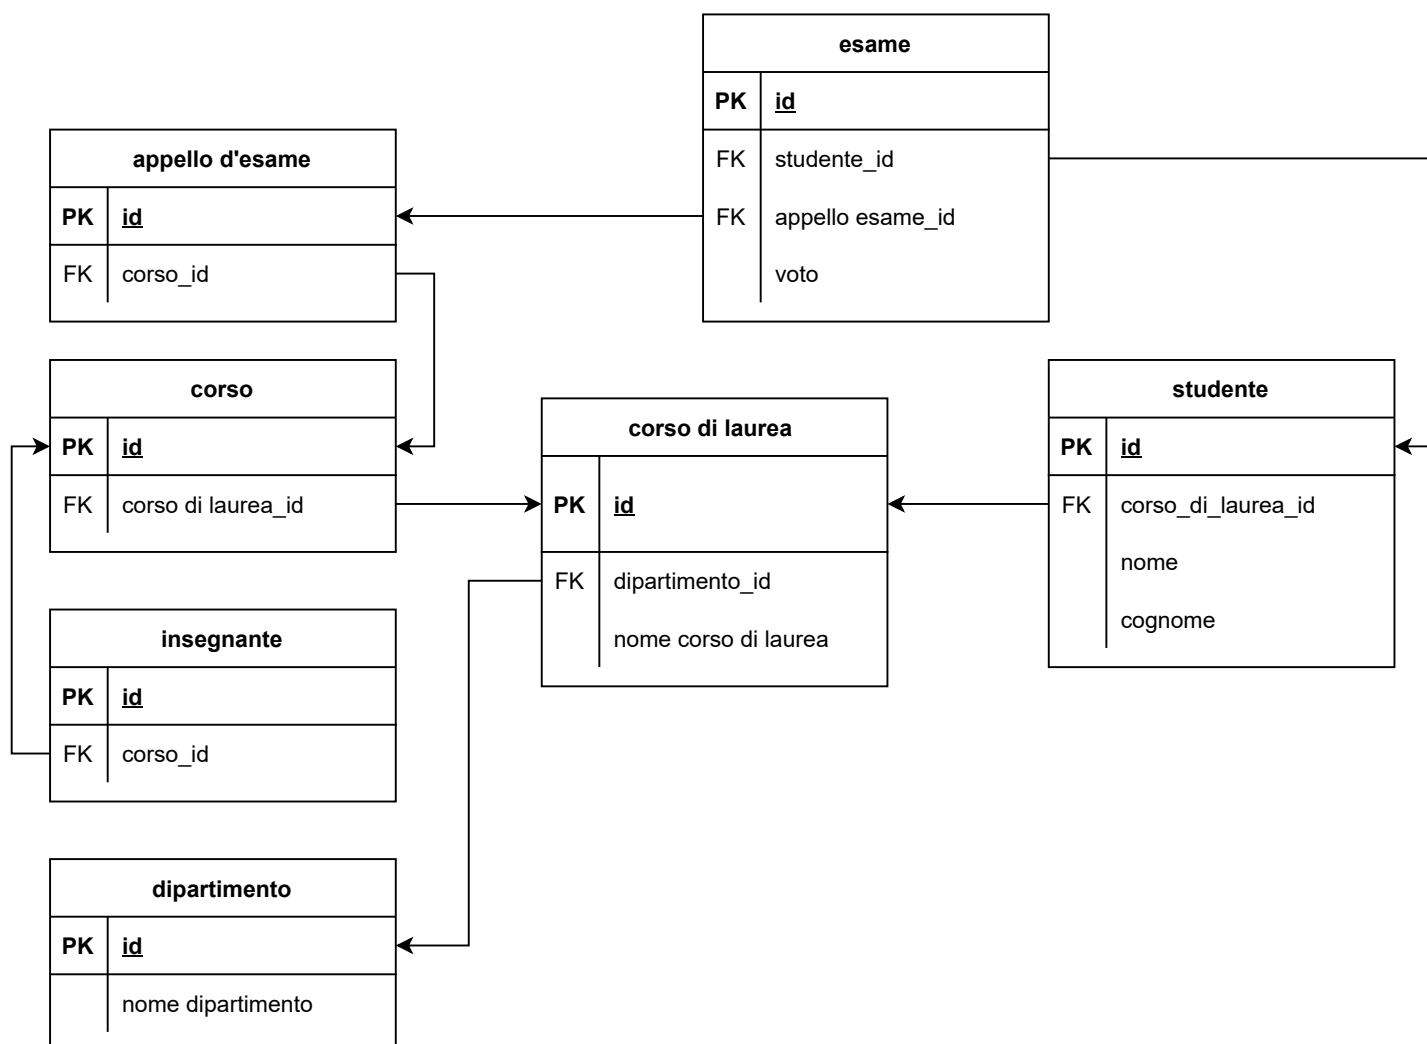 esame
PK id
FK studente_id
FK appello esame_id
voto
appello d'esame
PK id
FK corso_id
corso
PK id
FK corso di laurea_id
corso di laurea
PK id
FK dipartimento_id
nome corso di laurea
studente
PK id
FK corso_di_laurea_id
nome
cognome
insegnante
PK id
FK corso_id
dipartimento
PK id
nome dipartimento